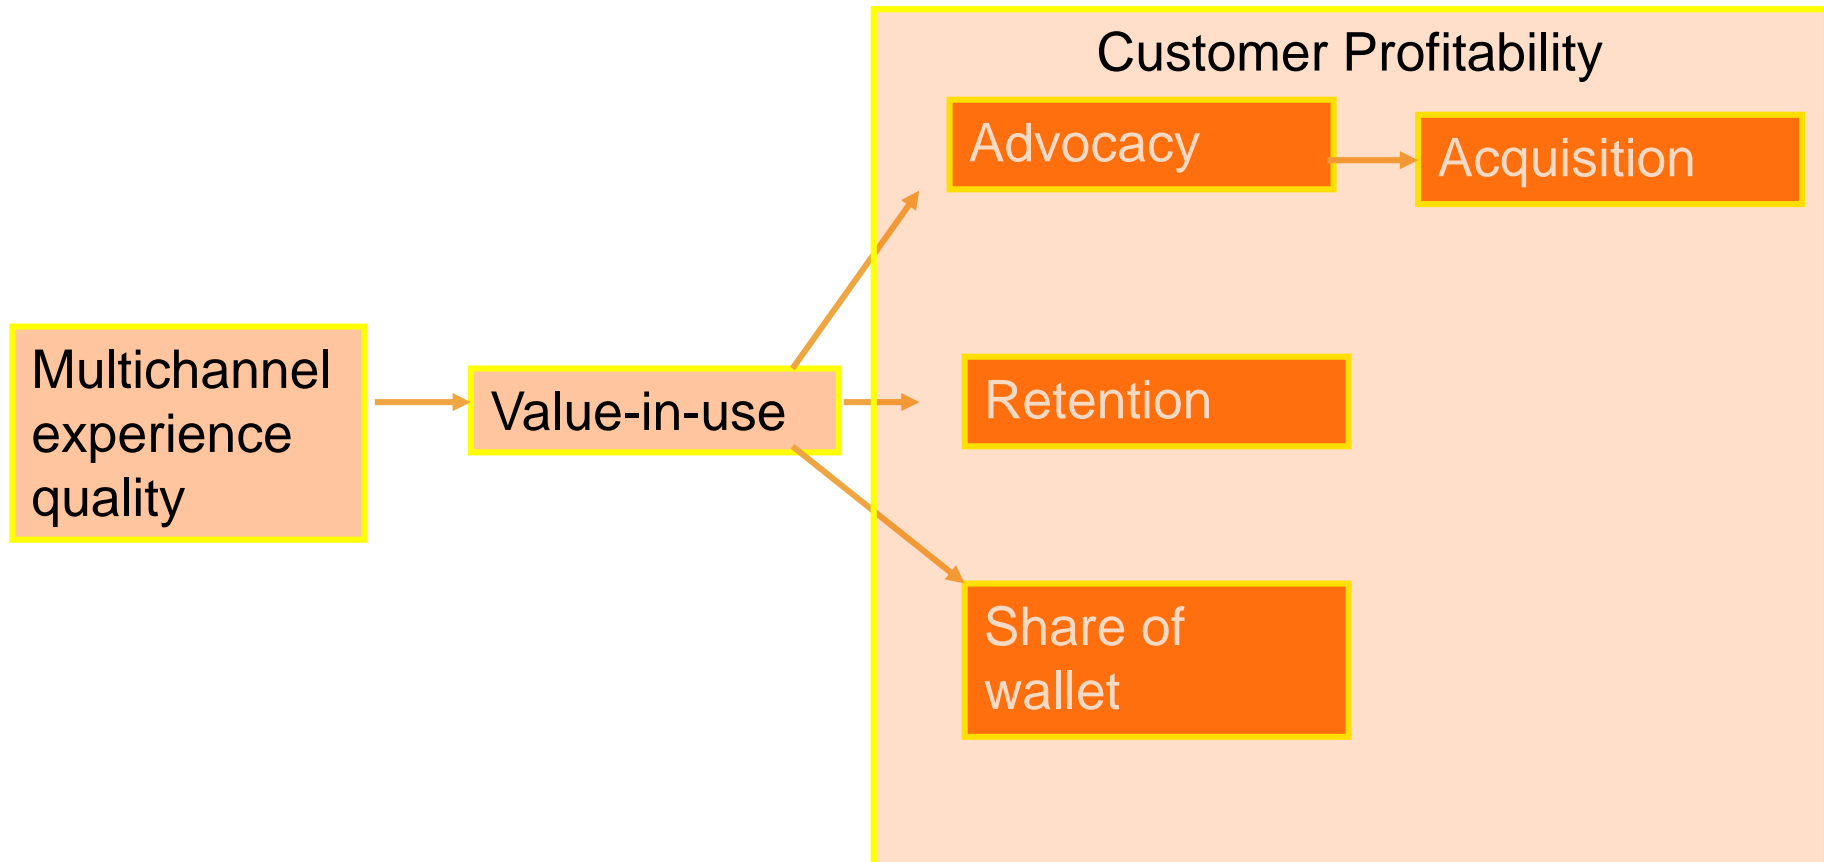 Customer Profitability
Advocacy
Acquisition
Multichannel
experience
quality
Value-in-use
Retention
Share of
wallet